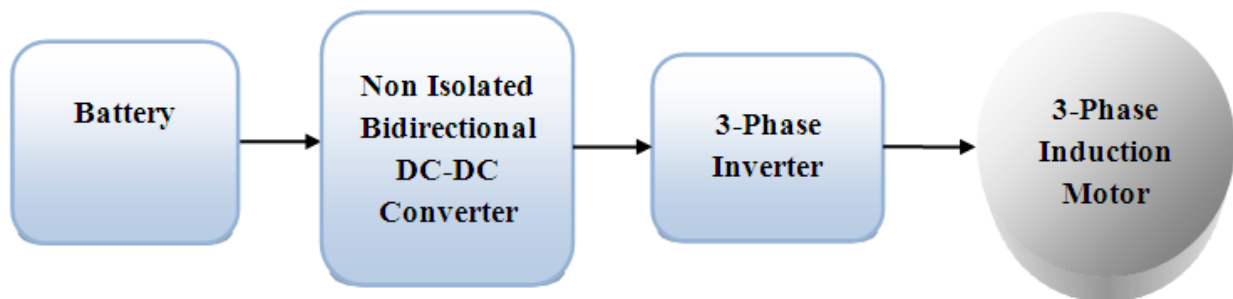 Battery
Non Isolated
Bidirectional
DC-DC
Converter
3-Phase
Inverter
3-Phase
Induction
Motor